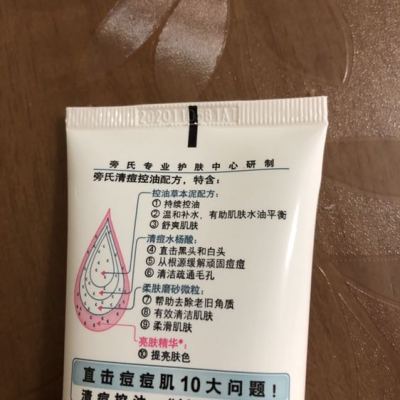 旁氏专业护肤中心研制
旁氏清痘控油配方，特含：
控油草本泥配方：
①持续控油
②温和补水，有助肌肤水油平衡
③舒爽肌肤
清痘水杨酸：
④直击黑头和白头
⑤从根源缓解顽固痘痘
⑥清洁疏通毛孔
柔肤磨砂微粒：
⑦帮助去除老旧角质
⑧有效清洁肌肤
⑨柔滑肌肤
亮肤精华*：
⑩提亮肤色
直击痘痘肌10大问题！
清痘控油